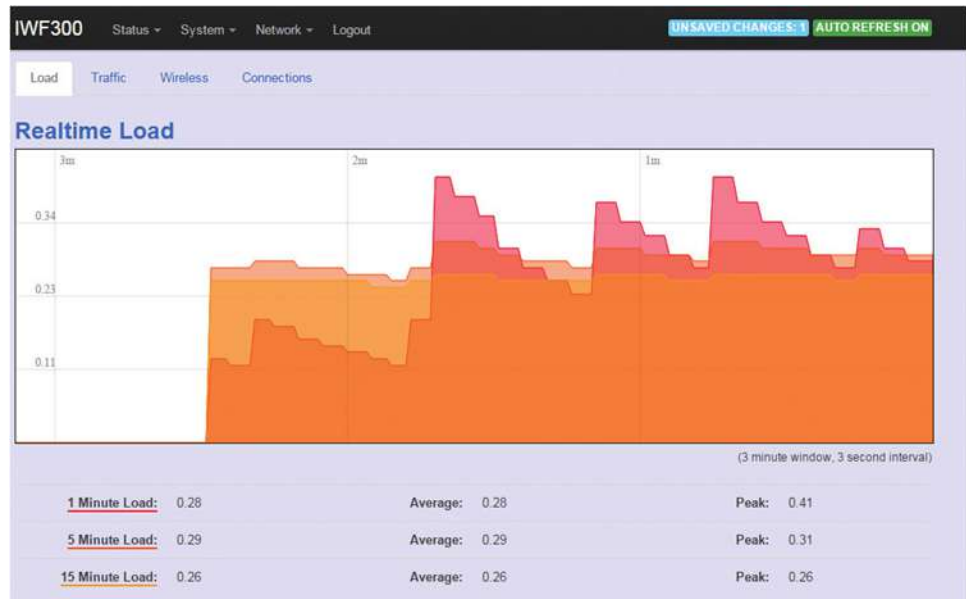 IWF300 Status System Network Logout UNSAVED CHANGES: 1 AUTO REFRESH ON
Load Traffic Wireless Connections
Realtime Load
3m 2m 1m
0.34
0.23
0.11
(3 minute window, 3 second interval)
1 Minute Load: 0.28 Average: 0.28 Peak: 0.41
5 Minute Load: 0.29 Average: 0.29 Peak: 0.31
15 Minute Load: 0.26 Average: 0.26 Peak: 0.26